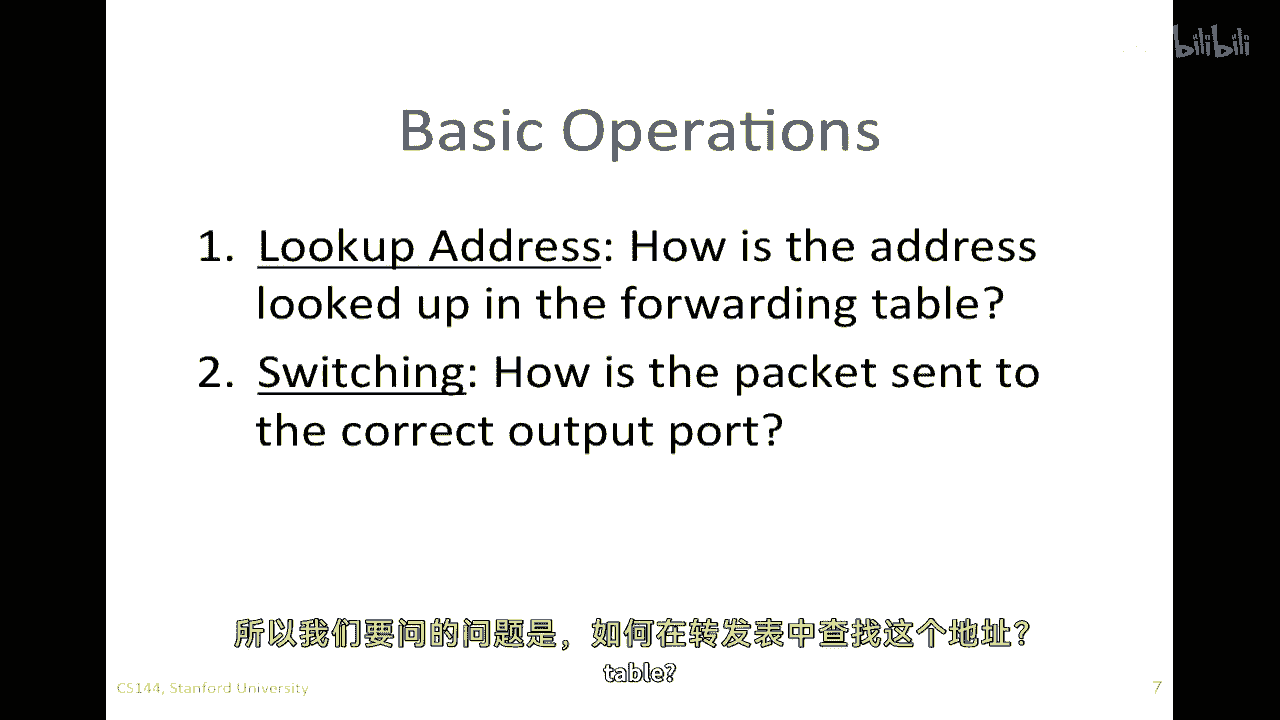 bilibili
Basic Operations
1. Lookup Address: How is the address
looked up in the forwarding table?
2. Switching: How is the packet sent to
the correct output port?
所以我们要问的问题是，如何在转发表中查找这个地址？
table?
CS144, Stanford University
7